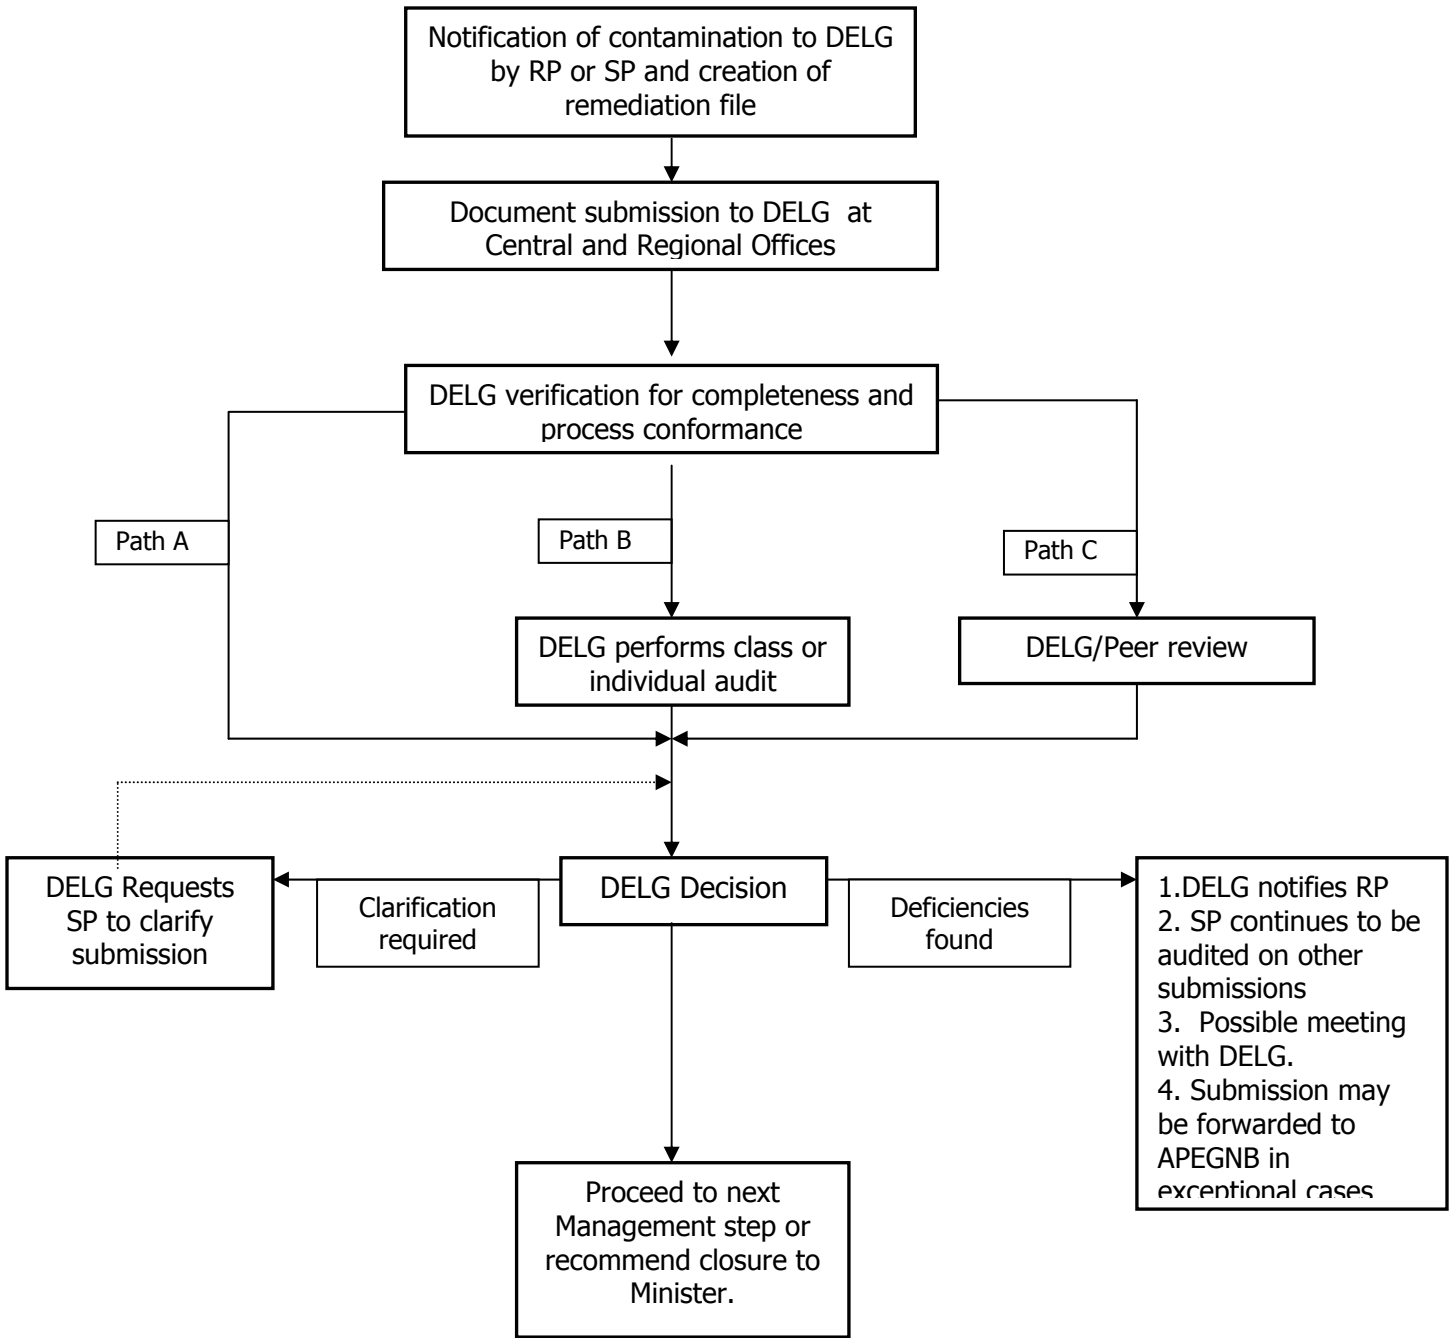 Notification of contamination to DELG
by RP or SP and creation of
remediation file
Document submission to DELG at
Central and Regional Offices
DELG verification for completeness and
process conformance
Path A
Path B
Path C
DELG performs class or
individual audit
DELG/Peer review
DELG Requests
SP to clarify
submission
Clarification
required
DELG Decision
Deficiencies
found
1.DELG notifies RP
2. SP continues to be
audited on other
submissions
3. Possible meeting
with DELG.
4. Submission may
be forwarded to
APEGNB in
exceptional cases
Proceed to next
Management step or
recommend closure to
Minister.